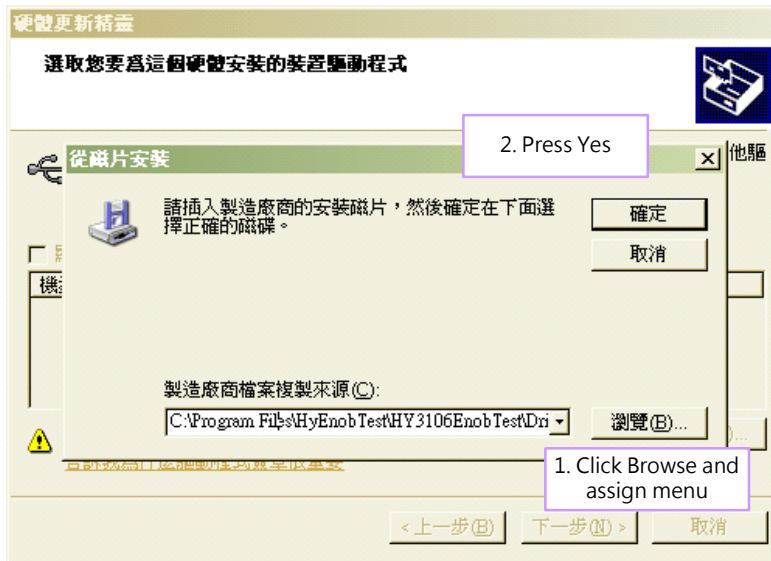 硬體更新精靈
選取您要為這個硬體安裝的裝置驅動程式
2. Press Yes
他驅
從磁片安裝
請插入製造廠商的安裝磁片,然後確定在下面選
擇正確的磁碟。
確定
取消
製造廠商檔案複製來源(C):
C:\Program Files\HyEnobTest\HY3106EnobTest\Dri
瀏覽(B)...
1. Click Browse and
assign menu
<上一步(B)
下一步(N) >
取消